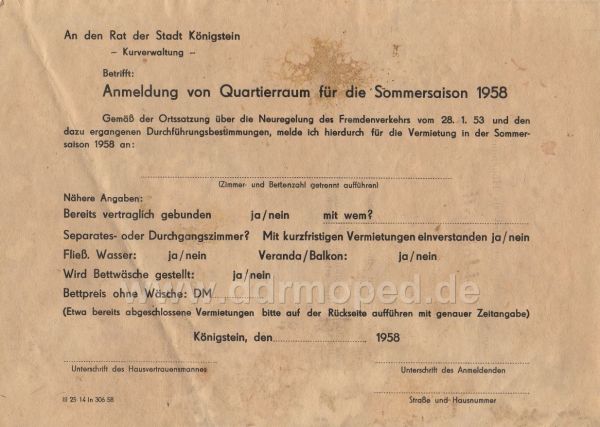 An den Rat der Stadt Königstein
– Kurverwaltung –
Betrifft:
Anmeldung von Quartierraum für die Sommersaison 1958
Gemäß der Ortssatzung über die Neuregelung des Fremdenverkehrs vom 28. 1. 53 und den
dazu ergangenen Durchführungsbestimmungen, melde ich hierdurch für die Vermietung in der Sommer-
saison 1958 an:
(Zimmer- und Bettenzahl getrennt aufführen)
Nähere Angaben:
Bereits vertraglich gebunden ja/nein mit wem?
Separates- oder Durchgangszimmer? Mit kurzfristigen Vermietungen einverstanden ja/nein
Fließ. Wasser: ja/nein Veranda/Balkon: ja/nein
Wird Bettwäsche gestellt: ja/nein
Bettpreis ohne Wäsche: DM
www.ddrmoped.de
(Etwa bereits abgeschlossene Vermietungen bitte auf der Rückseite aufführen mit genauer Zeitangabe)
Königstein, den 1958
Unterschrift des Hausvertrauensmannes Unterschrift des Anmeldenden
III 25 14 In 306 58 Straße und Hausnummer